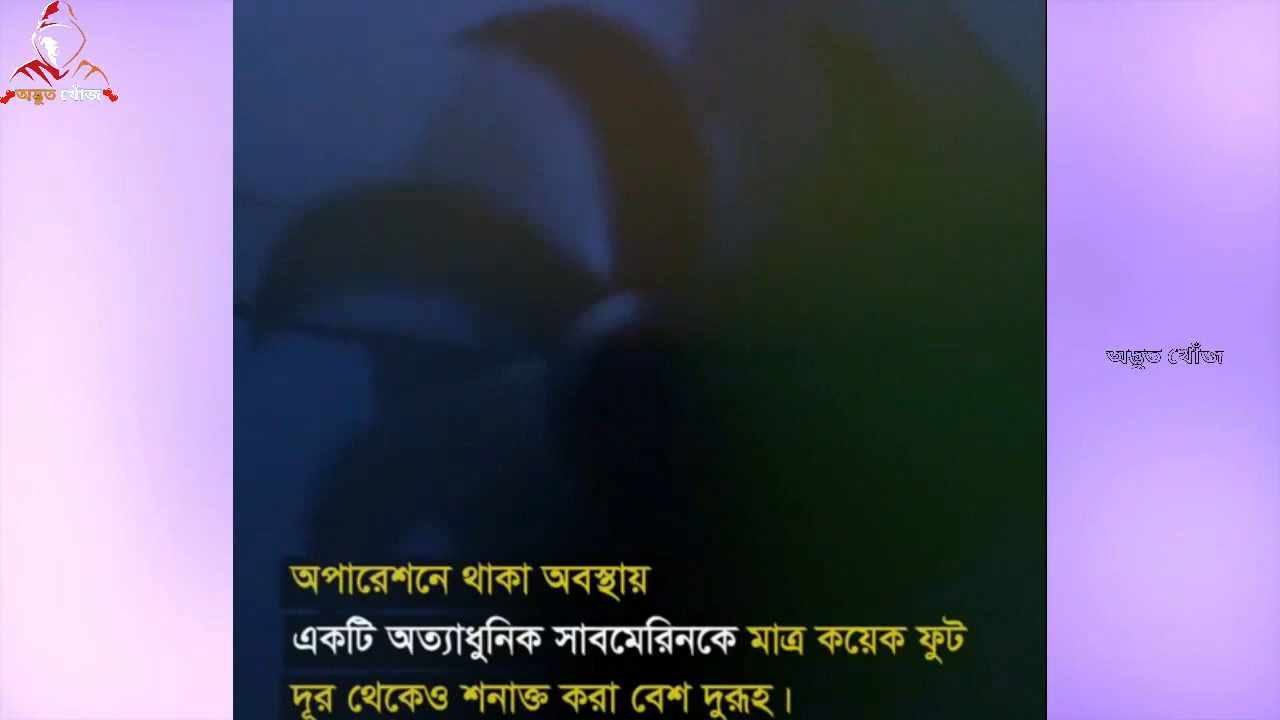 অদ্ভুত খোঁজ
অদ্ভুত খোঁজ
অপারেশনে থাকা অবস্থায়
একটি অত্যাধুনিক সাবমেরিনকে মাত্র কয়েক ফুট
দূর থেকেও শনাক্ত করা বেশ দুরূহ।